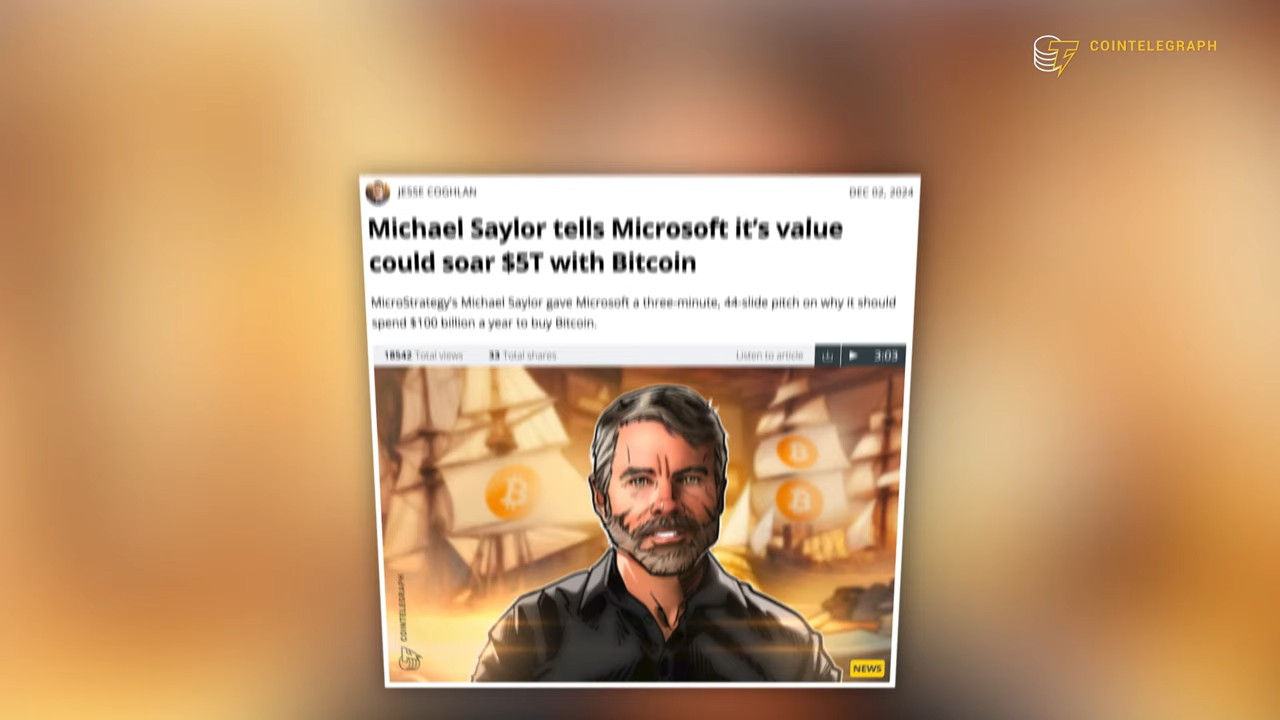 COINTELEGRAPH
JESSE COGHLAN
DEC 02, 2024
Michael Saylor tells Microsoft it's value
could soar $5T with Bitcoin
MicroStrategy's Michael Saylor gave Microsoft a three-minute, 44-slide pitch on why it should
spend $100 billion a year to buy Bitcoin.
18542 Total views 33 Total shares Listen to article 3:03
COINTELEGRAPH
NEWS